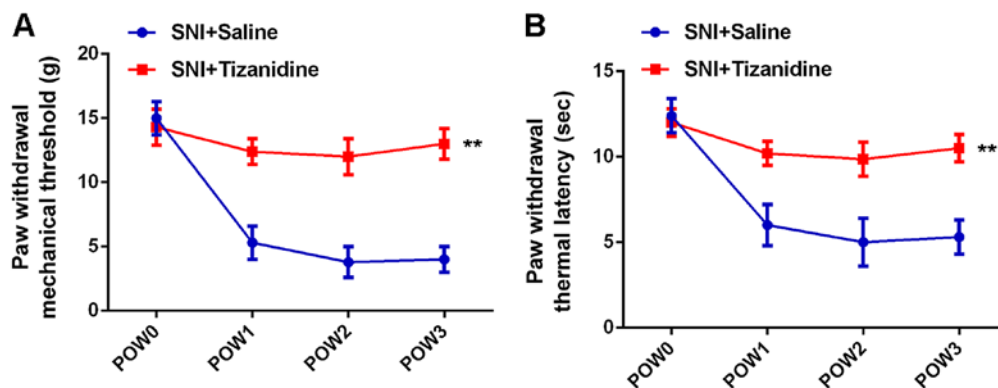 A
SNI+Saline
SNI+Tizanidine
Paw withdrawal
mechanical threshold (g)
20
15
10
5
0
**
POW0
POW1
POW2
POW3
B
SNI+Saline
SNI+Tizanidine
Paw withdrawal
thermal latency (sec)
15
10
5
0
**
POW0
POW1
POW2
POW3